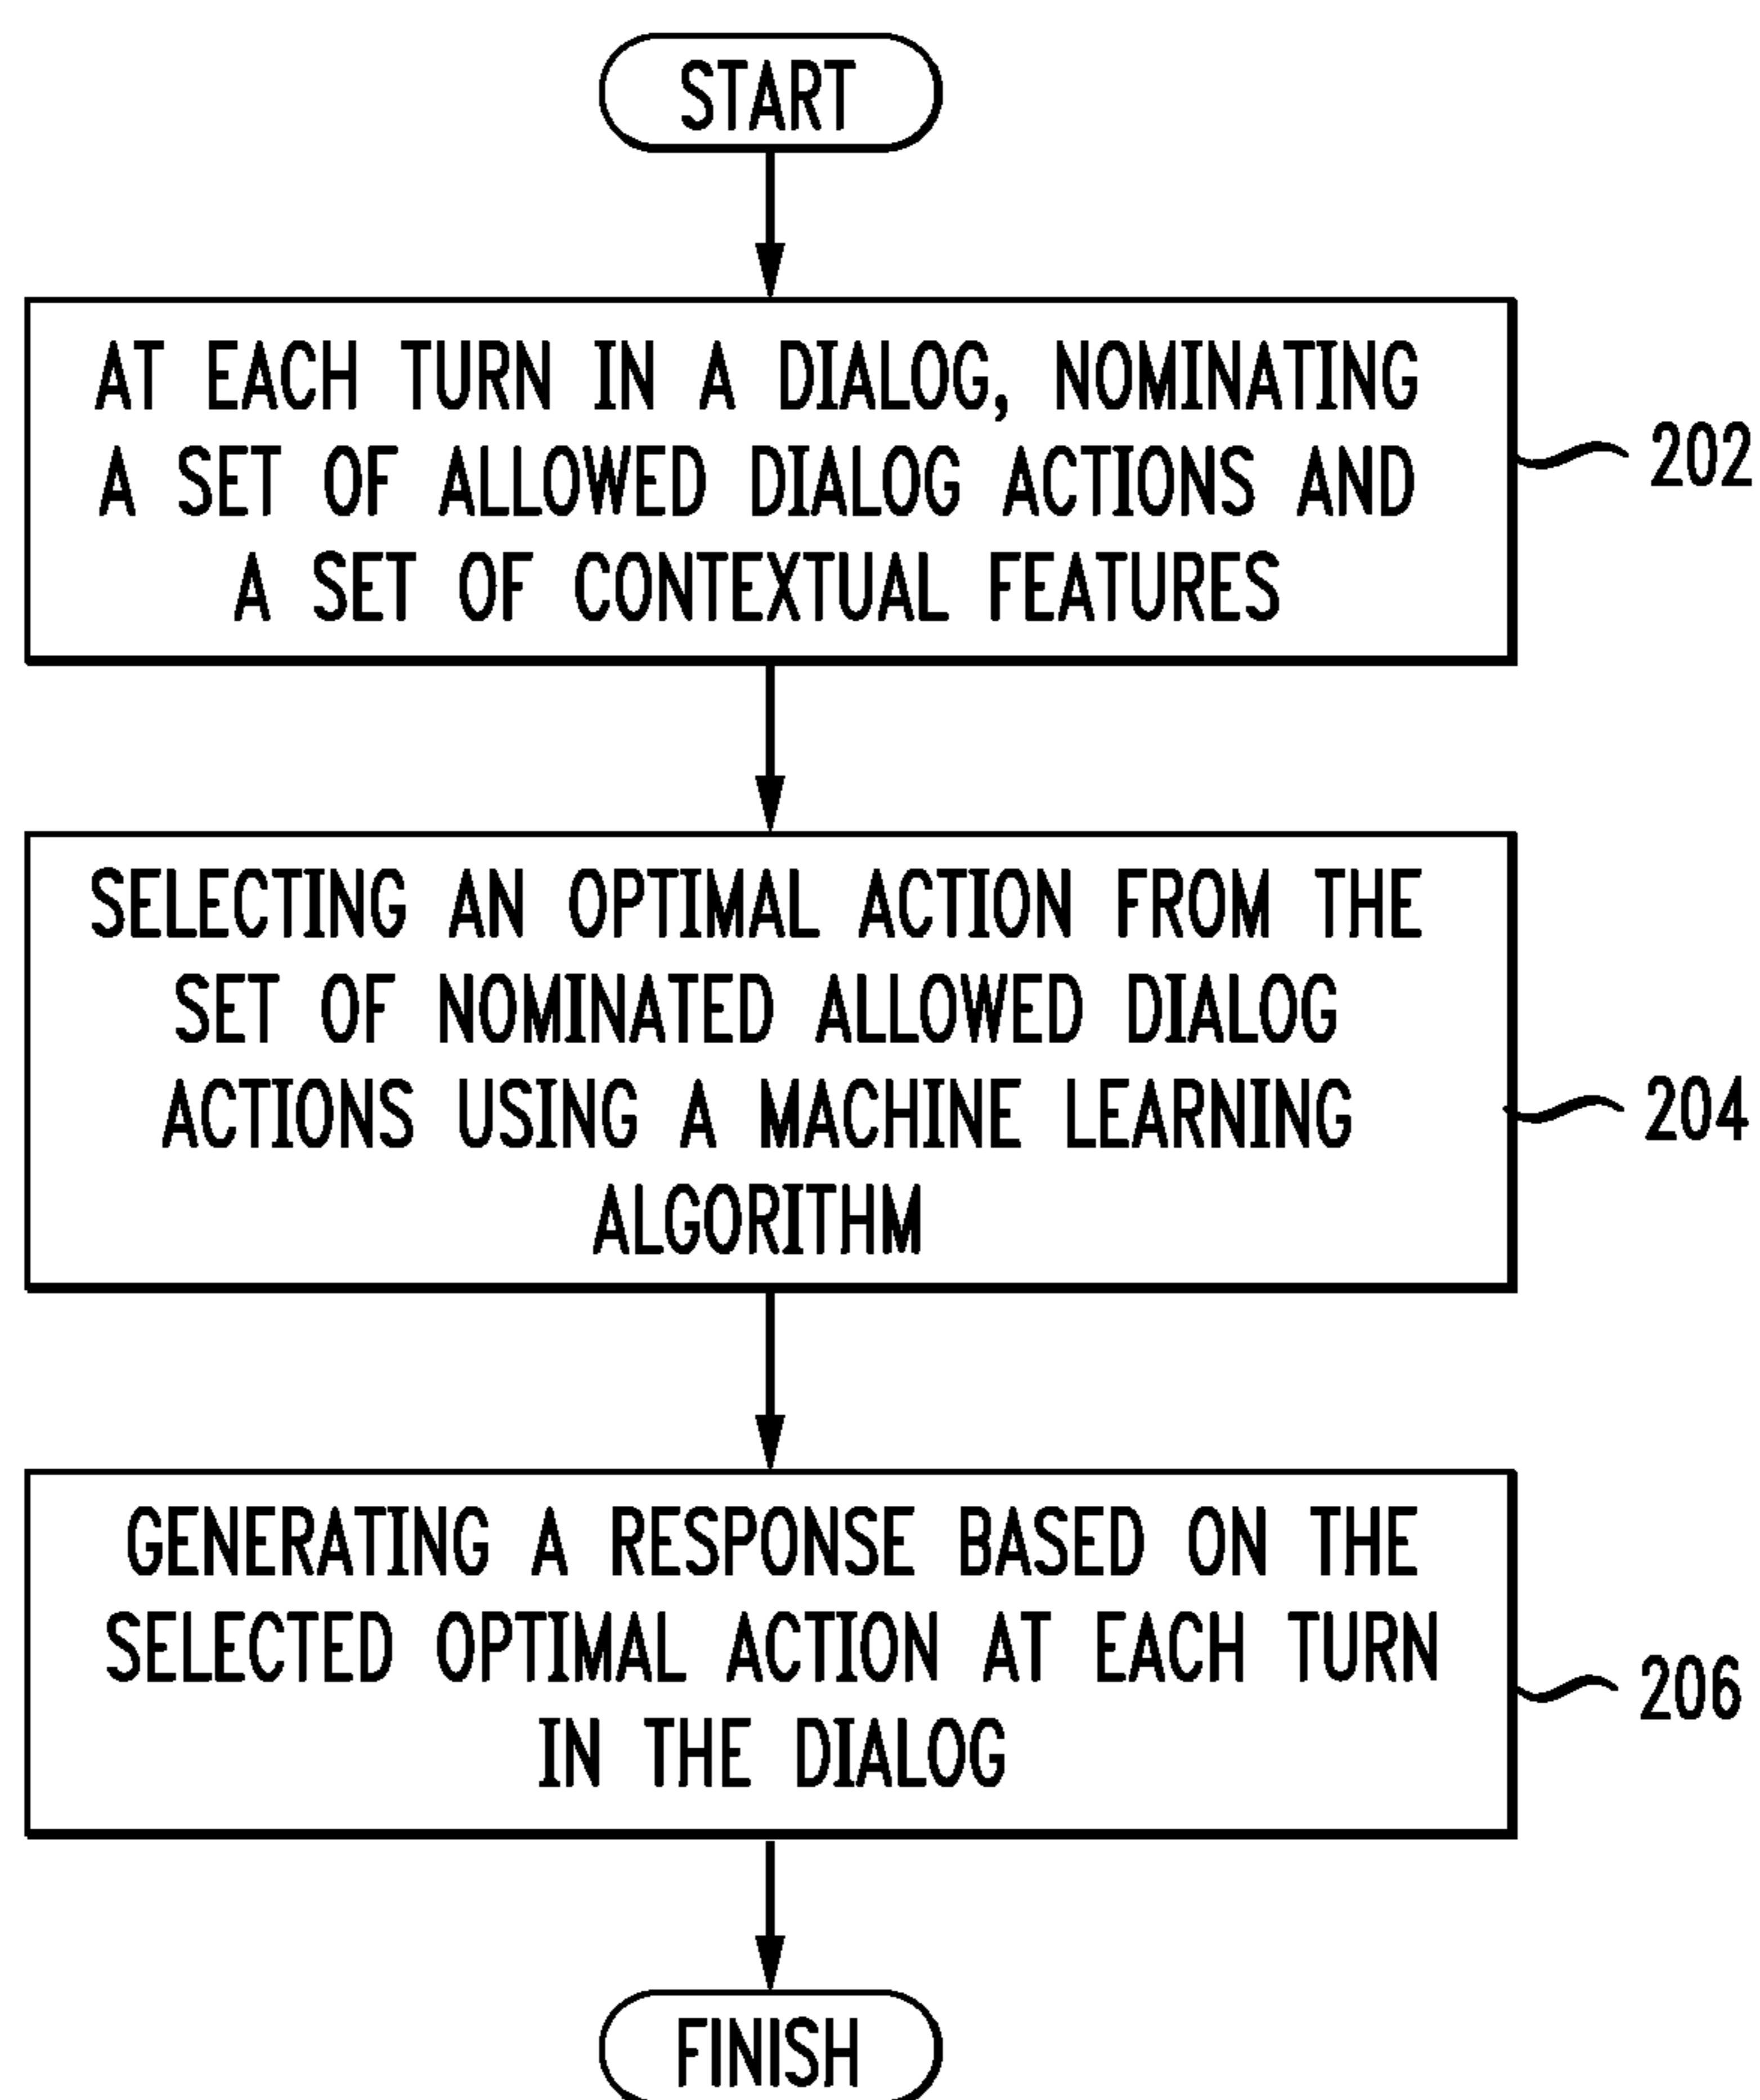 START
AT EACH TURN IN A DIALOG, NOMINATING
A SET OF ALLOWED DIALOG ACTIONS AND
A SET OF CONTEXTUAL FEATURES
202
SELECTING AN OPTIMAL ACTION FROM THE
SET OF NOMINATED ALLOWED DIALOG
ACTIONS USING A MACHINE LEARNING
ALGORITHM
204
GENERATING A RESPONSE BASED ON THE
SELECTED OPTIMAL ACTION AT EACH TURN
IN THE DIALOG
206
FINISH